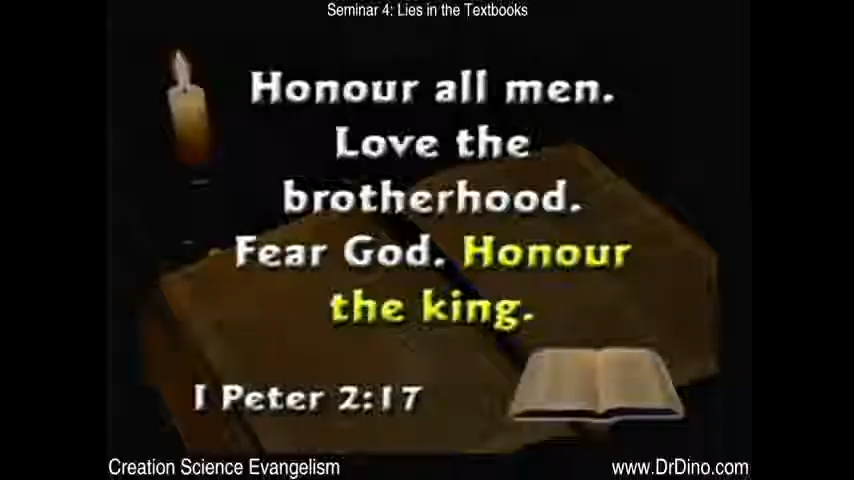 Seminar 4: Lies in the Textbooks
Honour all men.
Love the
brotherhood.
Fear God. Honour
the king.
I Peter 2:17
Creation Science Evangelism
www.DrDino.com